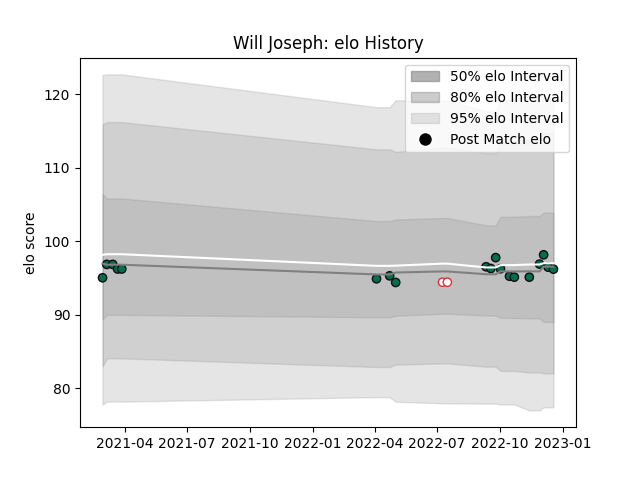 Will Joseph: elo History
50% elo Interval
80% elo Interval
95% elo Interval
Post Match elo
elo score
120
110
100
90
80
2021-04 2021-07 2021-10 2022-01 2022-04 2022-07 2022-10 2023-01